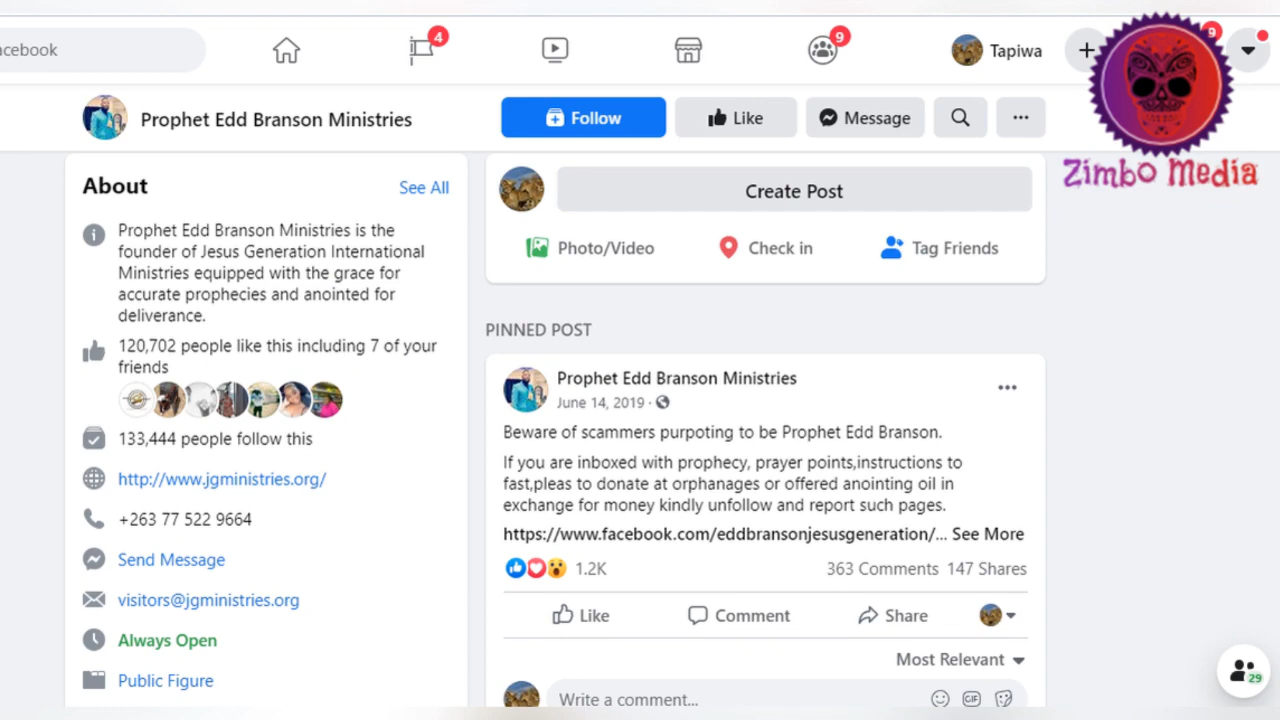 acebook
4
9
Tapiwa
9
Zimbo Media
Prophet Edd Branson Ministries
Follow
Like
Message
About
See All
Prophet Edd Branson Ministries is the
founder of Jesus Generation International
Ministries equipped with the grace for
accurate prophecies and anointed for
deliverance.
120,702 people like this including 7 of your
friends
133,444 people follow this
http://www.jgministries.org/
+263 77 522 9664
Send Message
visitors@jgministries.org
Always Open
Public Figure
Create Post
Photo/Video
Check in
Tag Friends
PINNED POST
Prophet Edd Branson Ministries
June 14, 2019 ·
Beware of scammers purpoting to be Prophet Edd Branson.
If you are inboxed with prophecy, prayer points,instructions to
fast,pleas to donate at orphanages or offered anointing oil in
exchange for money kindly unfollow and report such pages.
https://www.facebook.com/eddbransonjesusgeneration/... See More
1.2K
363 Comments 147 Shares
Like
Comment
Share
Most Relevant
Write a comment...
GIF
29